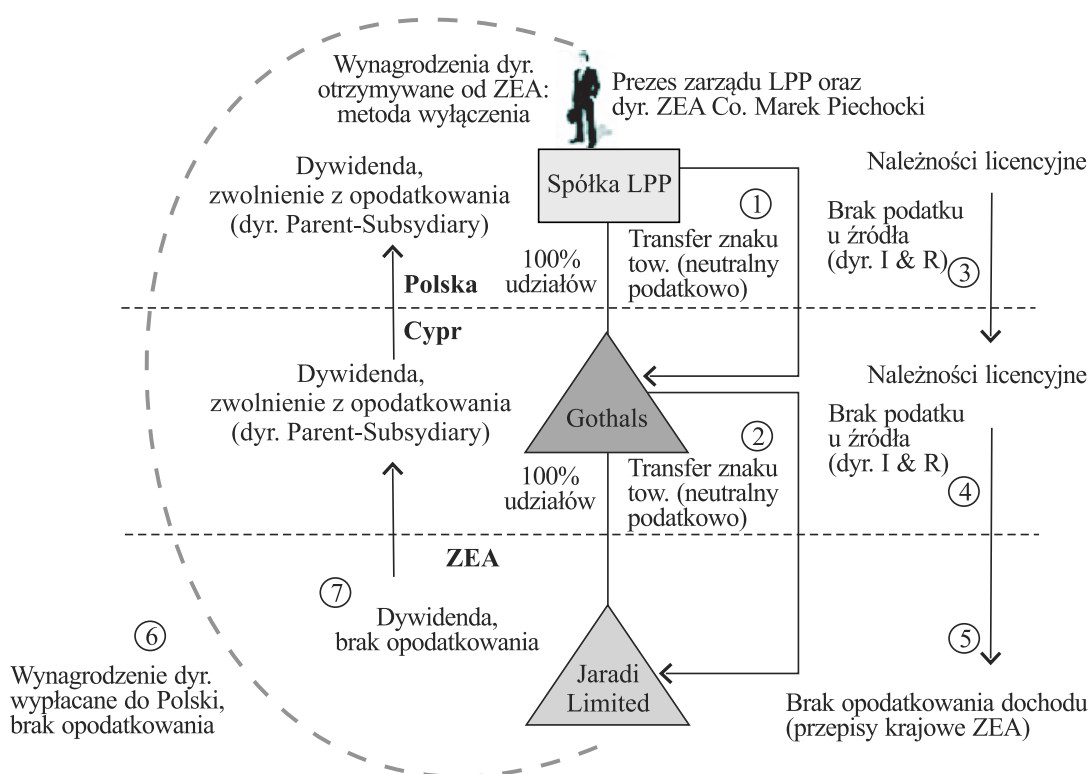 Wynagrodzenia dyr.
otrzymywane od ZEA:
metoda wyłączenia
Prezes zarządu LPP oraz
dyr. ZEA Co. Marek Piechocki
Dywidenda,
zwolnienie z opodatkowania
(dyr. Parent-Subsydiary)
Spółka LPP
Należności licencyjne
1
Transfer znaku
tow. (neutralny
podatkowo)
100%
udziałów
Brak podatku
u źródła
(dyr. I & R)
3
Polska
Cypr
Dywidenda,
zwolnienie z opodatkowania
(dyr. Parent-Subsydiary)
Gothals
Należności licencyjne
2
Transfer znaku
tow. (neutralny
podatkowo)
100%
udziałów
Brak podatku
u źródła
(dyr. I & R)
4
ZEA
7
Dywidenda,
brak opodatkowania
6
Wynagrodzenie dyr.
wypłacane do Polski,
brak opodatkowania
Jaradi
Limited
5
Brak opodatkowania dochodu
(przepisy krajowe ZEA)